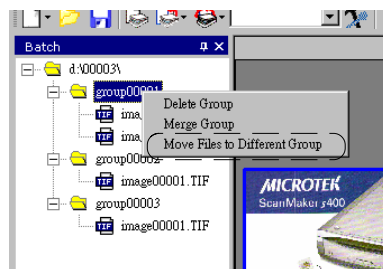 Batch
d:\00003\
group00001
Delete Group
ima
Merge Group
ima
Move Files to Different Group
group00002
image00001.TIF
MICROTEK
ScanMaker s400
group00003
image00001.TIF